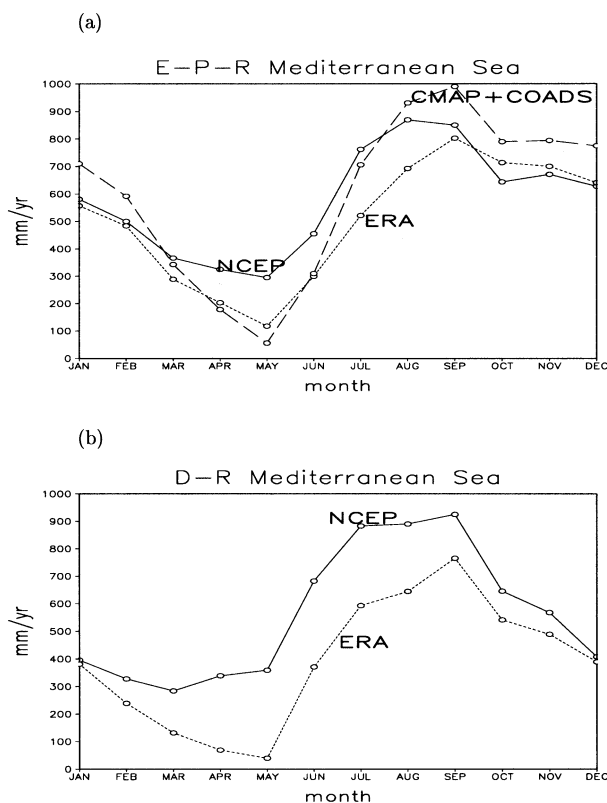 (a)
E-P-R Mediterranean Sea
1000
CMAP+COADS
900
800
700
600
500
ERA
400
NCEP
300
200
100
0
mm/yr
JAN FEB MAR APR MAY JUN JUL AUG SEP OCT NOV DEC
month
(b)
D-R Mediterranean Sea
1000
NCEP
900
800
700
600
500
ERA
400
300
200
100
0
mm/yr
JAN FEB MAR APR MAY JUN JUL AUG SEP OCT NOV DEC
month